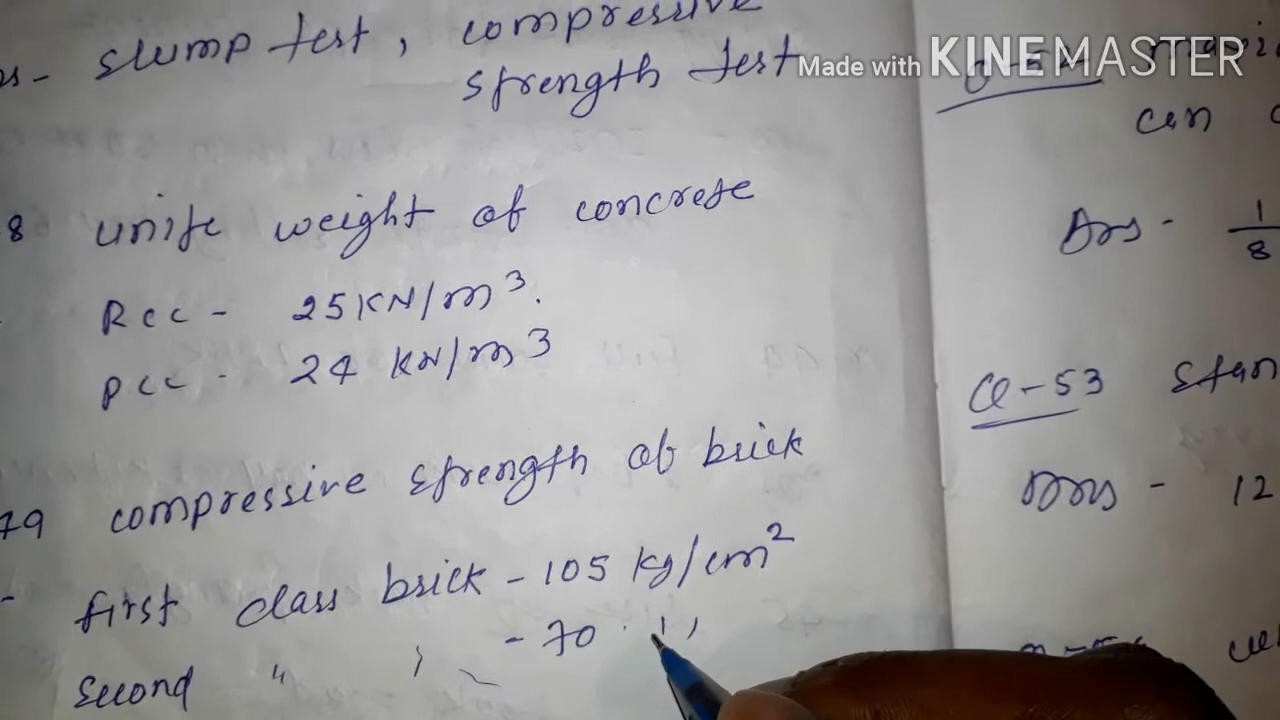 slump test, compressive
strength test
Made with KINEMASTER
can
8 unite weight of concrete
Ans - 1/8
Rcc - 25 KN/m³.
pcc - 24 KN/m³
Q-53 Stan
79 compressive strength of brick
Ans - 12
first class brick - 105 kg/cm²
second " - 70